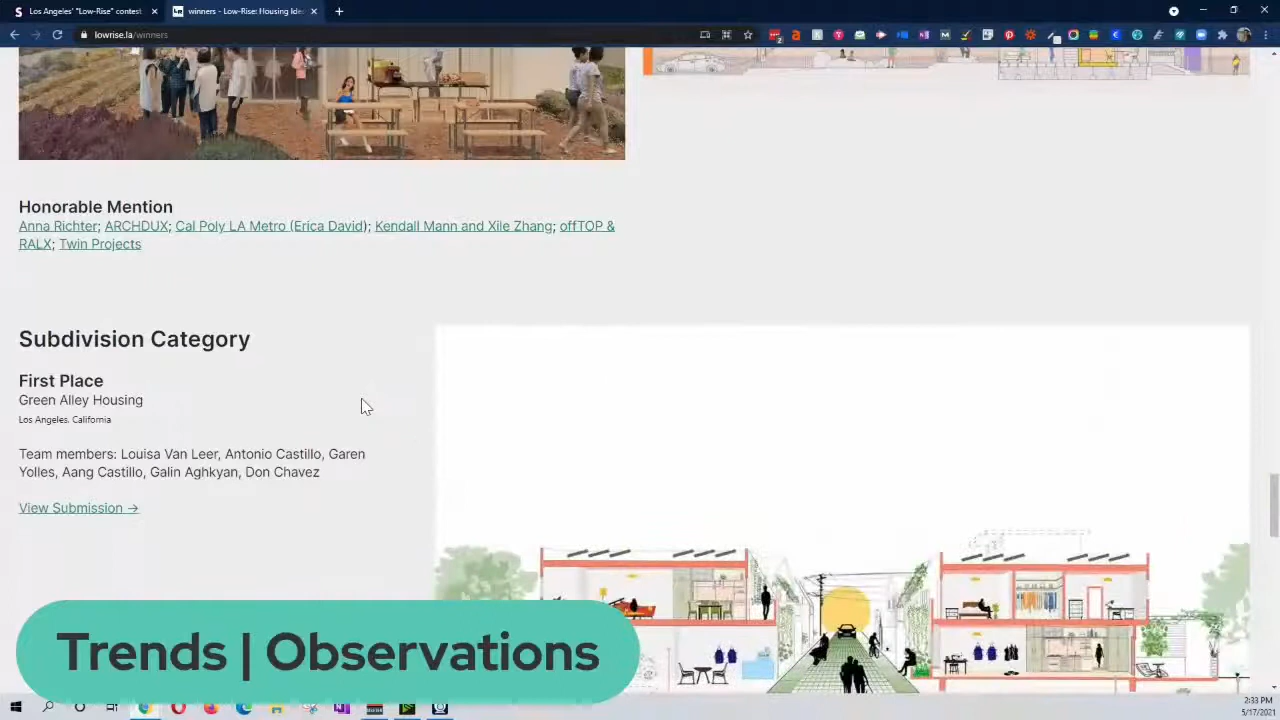 Los Angeles' "Low-Rise" contest
winners - Low-Rise: Housing Ide
lowrise.la/winners
Honorable Mention
Anna Richter; ARCHDUX; Cal Poly LA Metro (Erica David); Kendall Mann and Xile Zhang; offTOP &
RALX; Twin Projects
Subdivision Category
First Place
Green Alley Housing
Los Angeles, California
Team members: Louisa Van Leer, Antonio Castillo, Garen
Yolles, Aang Castillo, Galin Aghkyan, Don Chavez
View Submission →
Trends | Observations
2:33 PM
5/17/2021